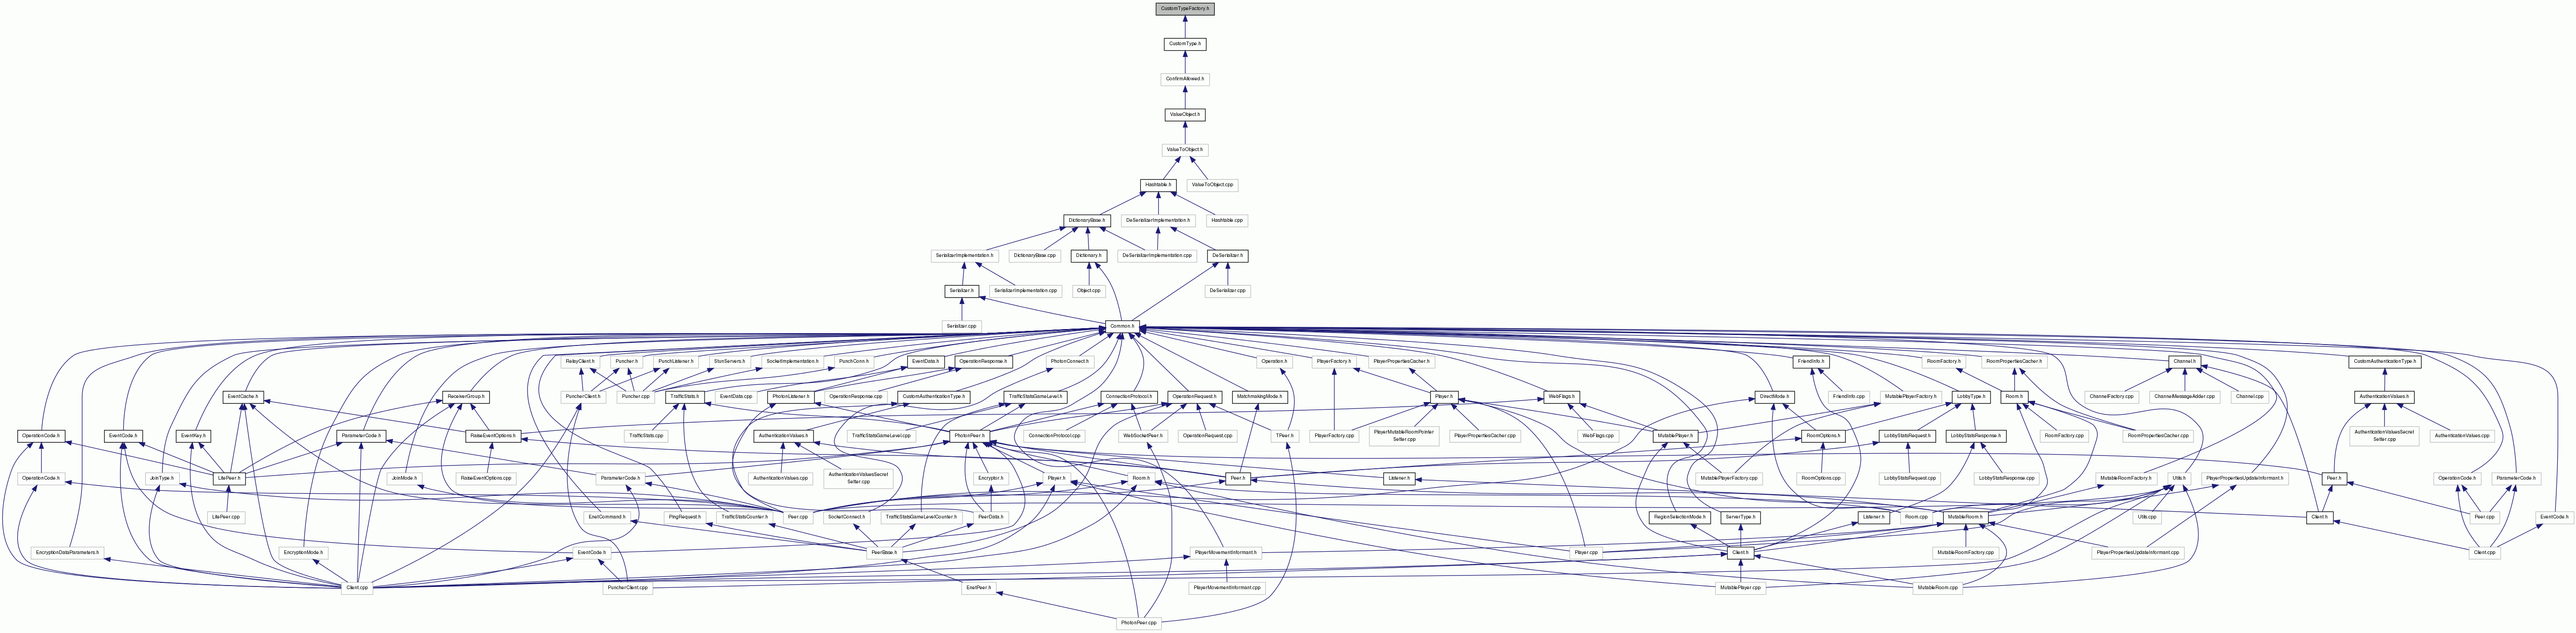 CustomTypeFactory.h
CustomType.h
ConfirmAllowed.h
ValueObject.h
ValueToObject.h
Hashtable.h
ValueToObject.cpp
DictionaryBase.h
DeSerializerImplementation.h
Hashtable.cpp
SerializerImplementation.h
DictionaryBase.cpp
Dictionary.h
DeSerializerImplementation.cpp
DeSerializer.h
Serializer.h
SerializerImplementation.cpp
Object.cpp
DeSerializer.cpp
Serializer.cpp
Common.h
RelayClient.h
Puncher.h
PunchListener.h
StunServers.h
SocketImplementation.h
PunchConn.h
EventData.h
OperationResponse.h
PhotonConnect.h
Operation.h
PlayerFactory.h
PlayerPropertiesCacher.h
FriendInfo.h
RoomFactory.h
RoomPropertiesCacher.h
Channel.h
CustomAuthenticationType.h
EventCache.h
ReceiverGroup.h
PuncherClient.h
Puncher.cpp
TrafficStats.h
EventData.cpp
PhotonListener.h
OperationResponse.cpp
CustomAuthenticationType.h
TrafficStatsGameLevel.h
ConnectionProtocol.h
OperationRequest.h
MatchmakingMode.h
Player.h
WebFlags.h
DirectMode.h
FriendInfo.cpp
MutablePlayerFactory.h
LobbyType.h
Room.h
ChannelFactory.cpp
ChannelMessageAdder.cpp
Channel.cpp
AuthenticationValues.h
OperationCode.h
EventCode.h
EventKey.h
ParameterCode.h
RaiseEventOptions.h
TrafficStats.cpp
AuthenticationValues.h
TrafficStatsGameLevel.cpp
PhotonPeer.h
ConnectionProtocol.cpp
WebSocketPeer.h
OperationRequest.cpp
TPeer.h
PlayerFactory.cpp
PlayerMutableRoomPointer
Setter.cpp
PlayerPropertiesCacher.cpp
WebFlags.cpp
MutablePlayer.h
RoomOptions.h
LobbyStatsRequest.h
LobbyStatsResponse.h
RoomFactory.cpp
RoomPropertiesCacher.cpp
AuthenticationValuesSecret
Setter.cpp
AuthenticationValues.cpp
OperationCode.h
JoinType.h
LitePeer.h
JoinMode.h
RaiseEventOptions.cpp
ParameterCode.h
AuthenticationValues.cpp
AuthenticationValuesSecret
Setter.cpp
Encryptor.h
Player.h
Room.h
Peer.h
Listener.h
MutablePlayerFactory.cpp
RoomOptions.cpp
LobbyStatsRequest.cpp
LobbyStatsResponse.cpp
MutableRoomFactory.h
Utils.h
PlayerPropertiesUpdateInformant.h
Peer.h
OperationCode.h
ParameterCode.h
LitePeer.cpp
EnetCommand.h
PingRequest.h
TrafficStatsCounter.h
Peer.cpp
SocketConnect.h
TrafficStatsGameLevelCounter.h
PeerData.h
RegionSelectionMode.h
ServerType.h
Listener.h
Room.cpp
MutableRoom.h
Utils.cpp
Client.h
Peer.cpp
EventCode.h
EncryptionDataParameters.h
EncryptionMode.h
EventCode.h
PeerBase.h
PlayerMovementInformant.h
Player.cpp
Client.h
MutableRoomFactory.cpp
PlayerPropertiesUpdateInformant.cpp
Client.cpp
Client.cpp
PuncherClient.cpp
EnetPeer.h
PlayerMovementInformant.cpp
MutablePlayer.cpp
MutableRoom.cpp
PhotonPeer.cpp